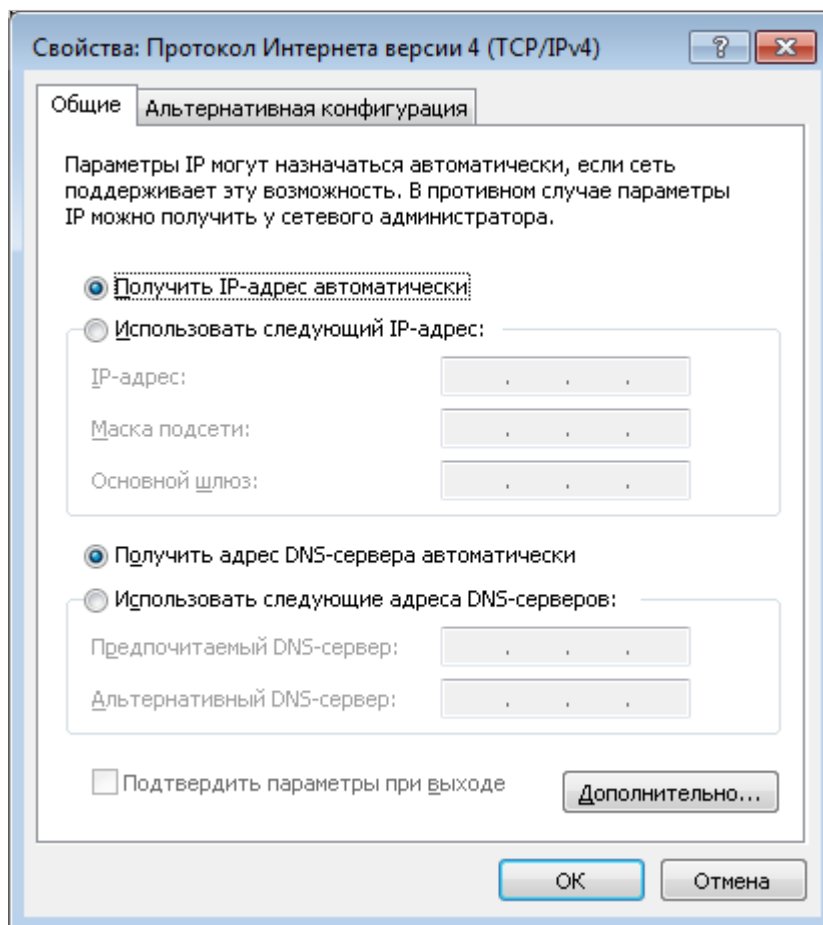 Свойства: Протокол Интернета версии 4 (TCP/IPv4)
Общие
Альтернативная конфигурация
Параметры IP могут назначаться автоматически, если сеть
поддерживает эту возможность. В противном случае параметры
IP можно получить у сетевого администратора.
Получить IP-адрес автоматически
Использовать следующий IP-адрес:
IP-адрес:
Маска подсети:
Основной шлюз:
Получить адрес DNS-сервера автоматически
Использовать следующие адреса DNS-серверов:
Предпочитаемый DNS-сервер:
Альтернативный DNS-сервер:
Подтвердить параметры при выходе
Дополнительно...
ОК
Отмена